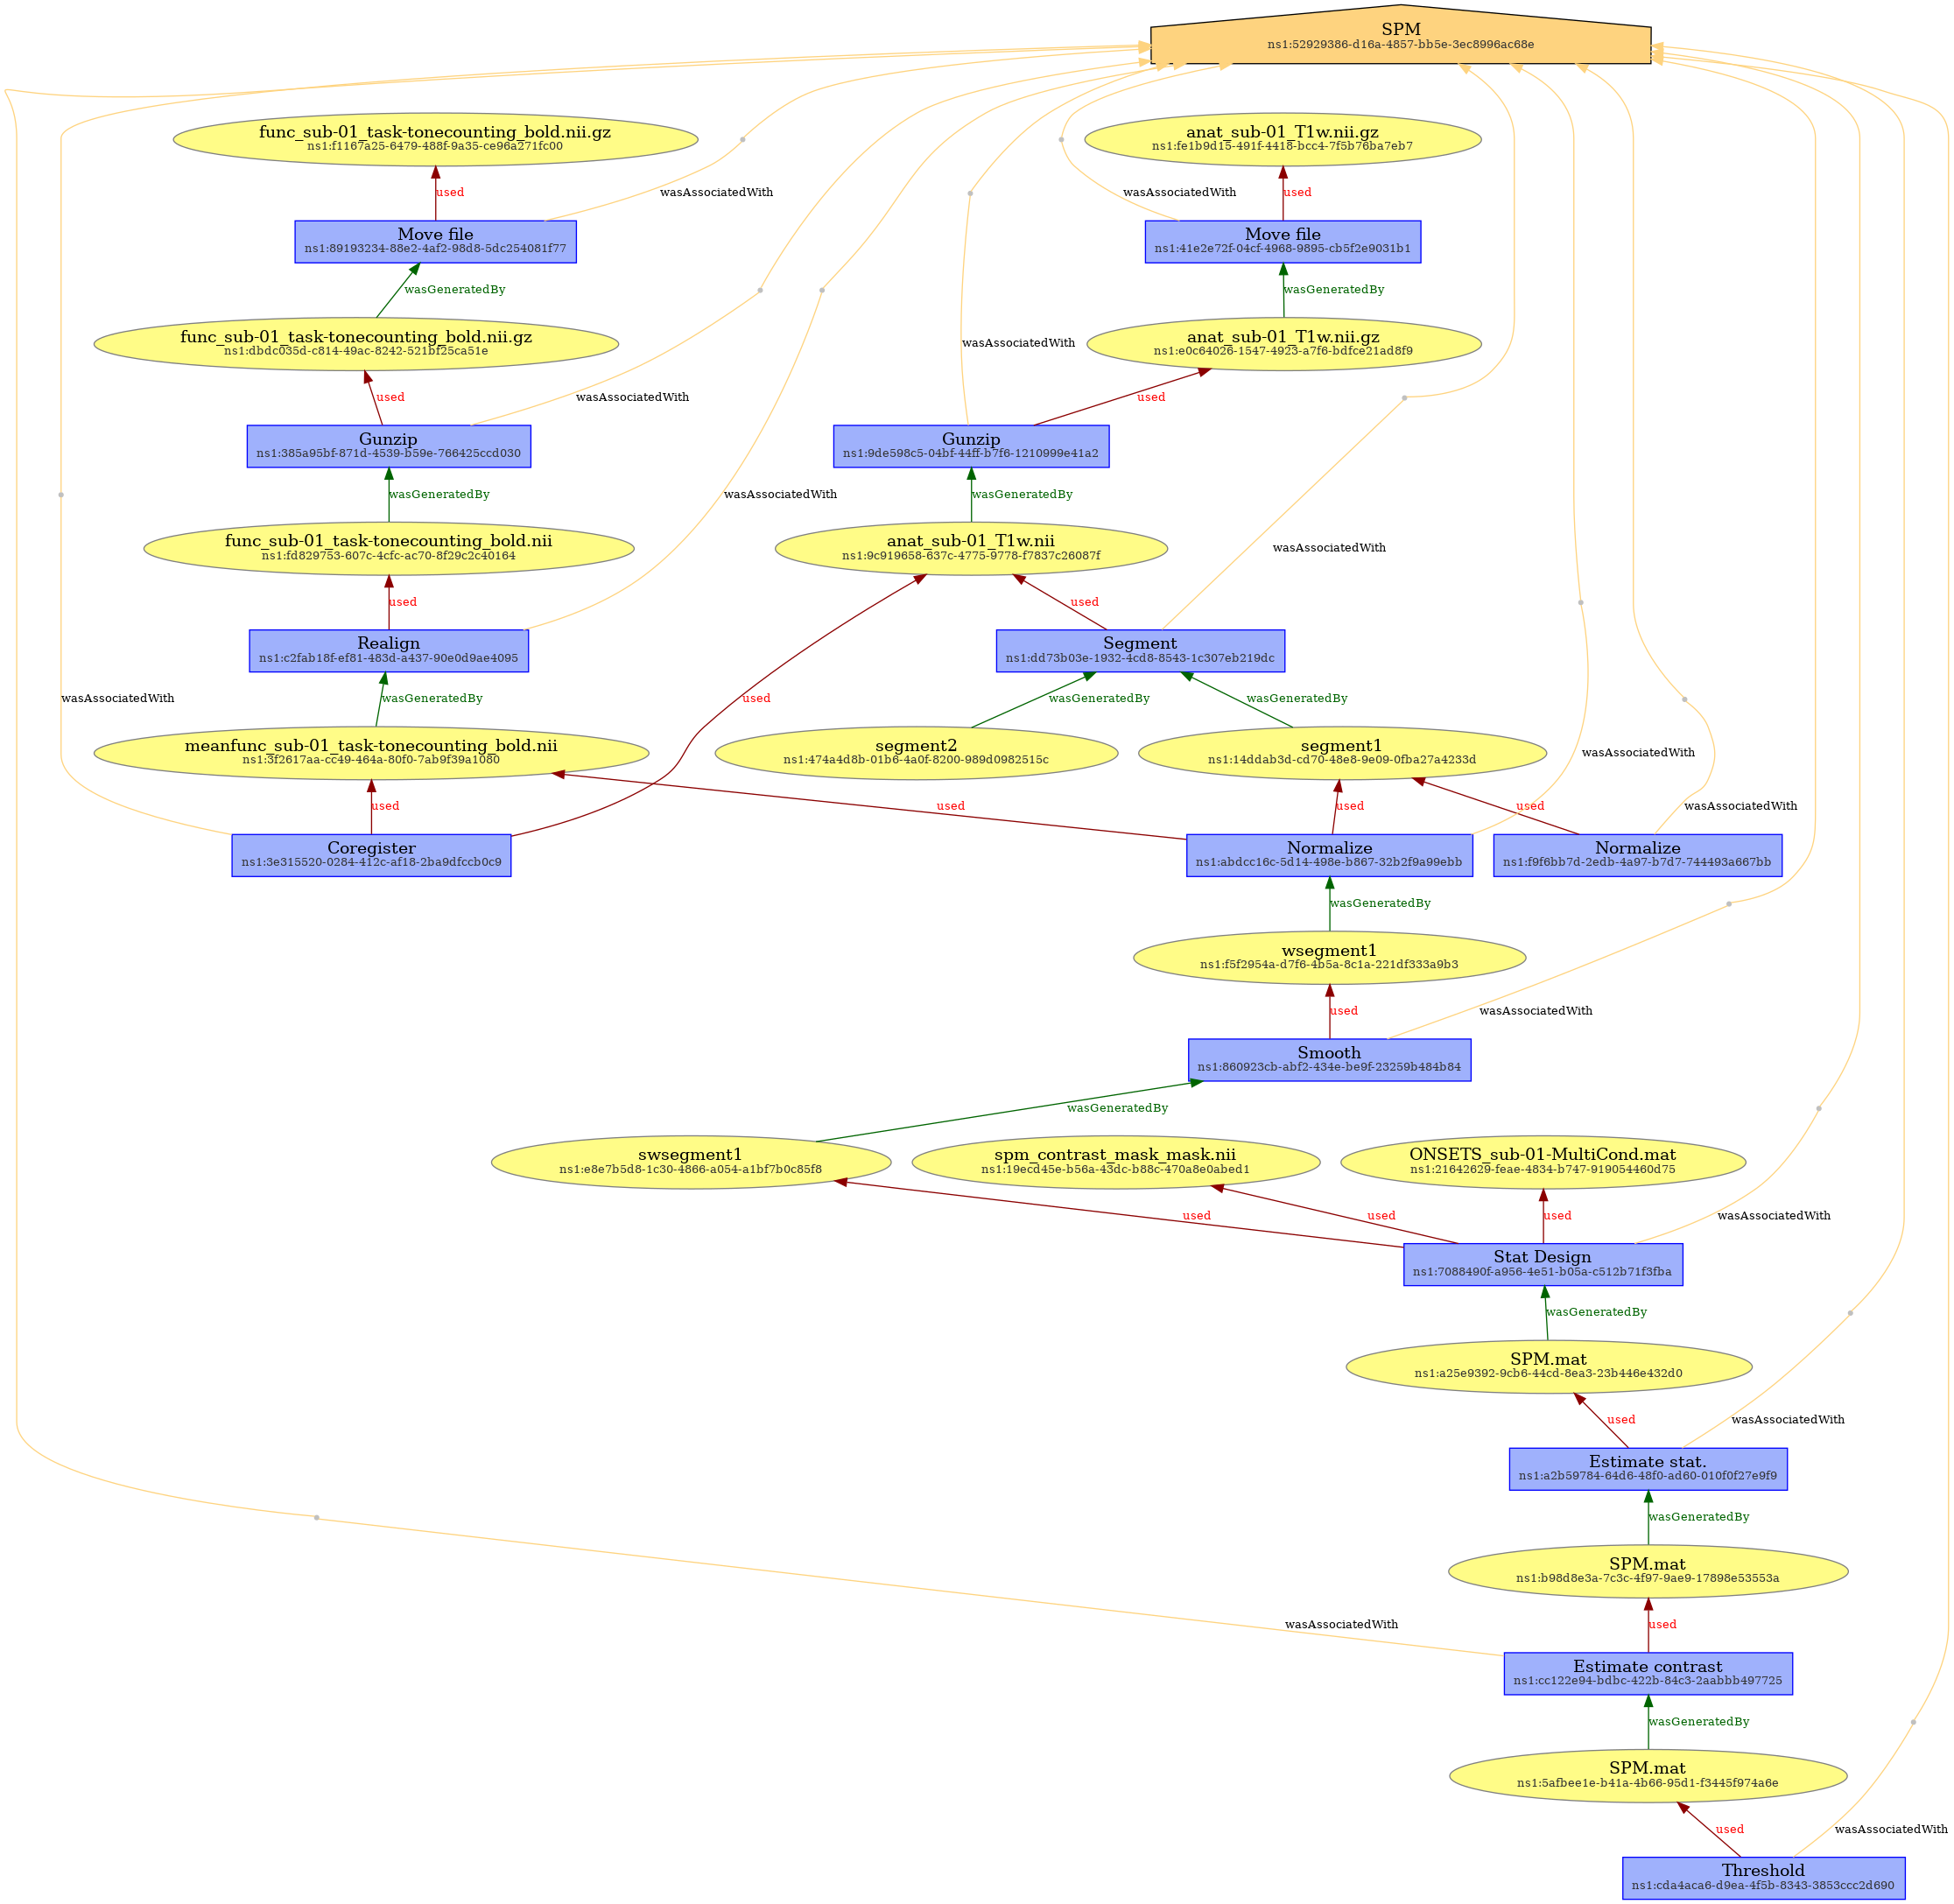 SPM
ns1:52929386-d16a-4857-bb5e-3ec8996ac68e
func_sub-01_task-tonecounting_bold.nii.gz
ns1:f1167a25-6479-488f-9a35-ce96a271fc00
anat_sub-01_T1w.nii.gz
ns1:fe1b9d15-491f-4418-bcc4-7f5b76ba7eb7
used
wasAssociatedWith
wasAssociatedWith
used
Move file
ns1:89193234-88e2-4af2-98d8-5dc254081f77
Move file
ns1:41e2e72f-04cf-4968-9895-cb5f2e9031b1
wasGeneratedBy
wasGeneratedBy
func_sub-01_task-tonecounting_bold.nii.gz
ns1:dbdc035d-c814-49ac-8242-521bf25ca51e
wasAssociatedWith
anat_sub-01_T1w.nii.gz
ns1:e0c64026-1547-4923-a7f6-bdfce21ad8f9
used
wasAssociatedWith
used
Gunzip
ns1:385a95bf-871d-4539-b59e-766425ccd030
Gunzip
ns1:9de598c5-04bf-44ff-b7f6-1210999e41a2
wasGeneratedBy
wasAssociatedWith
wasGeneratedBy
func_sub-01_task-tonecounting_bold.nii
ns1:fd829753-607c-4cfc-ac70-8f29c2c40164
anat_sub-01_T1w.nii
ns1:9c919658-637c-4775-9778-f7837c26087f
wasAssociatedWith
used
used
Realign
ns1:c2fab18f-ef81-483d-a437-90e0d9ae4095
Segment
ns1:dd73b03e-1932-4cd8-8543-1c307eb219dc
wasAssociatedWith
wasGeneratedBy
used
wasGeneratedBy
wasGeneratedBy
meanfunc_sub-01_task-tonecounting_bold.nii
ns1:3f2617aa-cc49-464a-80f0-7ab9f39a1080
segment2
ns1:474a4d8b-01b6-4a0f-8200-989d0982515c
segment1
ns1:14ddab3d-cd70-48e8-9e09-0fba27a4233d
wasAssociatedWith
used
used
used
used
wasAssociatedWith
Coregister
ns1:3e315520-0284-412c-af18-2ba9dfccb0c9
Normalize
ns1:abdcc16c-5d14-498e-b867-32b2f9a99ebb
Normalize
ns1:f9f6bb7d-2edb-4a97-b7d7-744493a667bb
wasGeneratedBy
wsegment1
ns1:f5f2954a-d7f6-4b5a-8c1a-221df333a9b3
used
wasAssociatedWith
Smooth
ns1:860923cb-abf2-434e-be9f-23259b484b84
wasGeneratedBy
swsegment1
ns1:e8e7b5d8-1c30-4866-a054-a1bf7b0c85f8
spm_contrast_mask_mask.nii
ns1:19ecd45e-b56a-43dc-b88c-470a8e0abed1
ONSETS_sub-01-MultiCond.mat
ns1:21642629-feae-4834-b747-919054460d75
used
used
used
wasAssociatedWith
Stat Design
ns1:7088490f-a956-4e51-b05a-c512b71f3fba
wasGeneratedBy
SPM.mat
ns1:a25e9392-9cb6-44cd-8ea3-23b446e432d0
used
wasAssociatedWith
Estimate stat.
ns1:a2b59784-64d6-48f0-ad60-010f0f27e9f9
wasGeneratedBy
SPM.mat
ns1:b98d8e3a-7c3c-4f97-9ae9-17898e53553a
wasAssociatedWith
used
Estimate contrast
ns1:cc122e94-bdbc-422b-84c3-2aabbb497725
wasGeneratedBy
SPM.mat
ns1:5afbee1e-b41a-4b66-95d1-f3445f974a6e
used
wasAssociatedWith
Threshold
ns1:cda4aca6-d9ea-4f5b-8343-3853ccc2d690